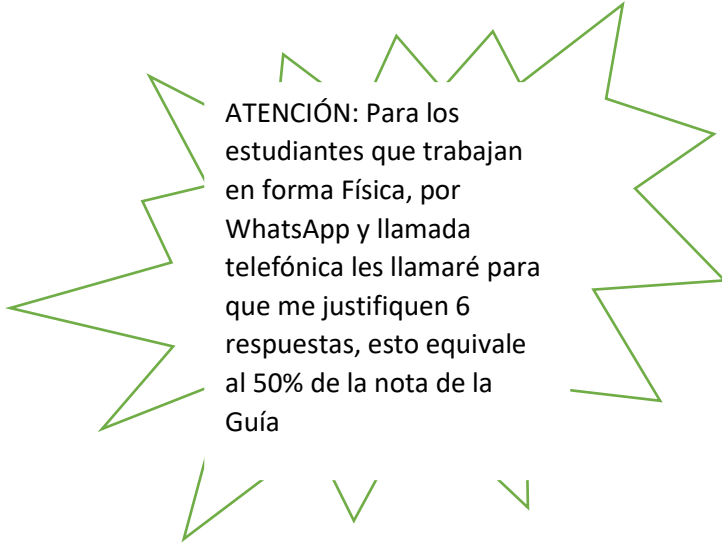 ATENCIÓN: Para los
estudiantes que trabajan
en forma Física, por
WhatsApp y llamada
telefónica les llamaré para
que me justifiquen 6
respuestas, esto equivale
al 50% de la nota de la
Guía